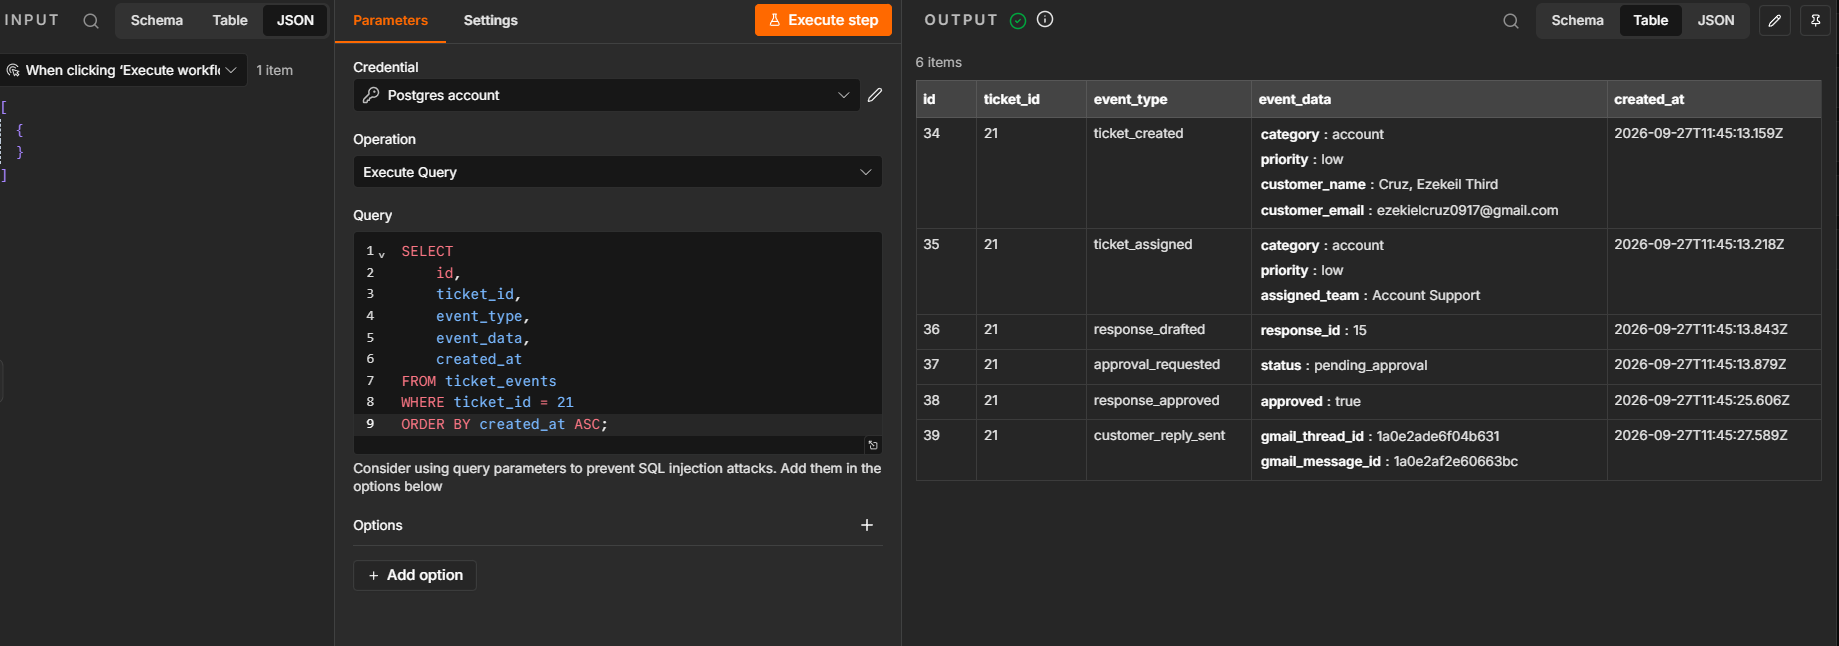 INPUT
Schema Table JSON
When clicking ‘Execute workfl
1 item
[
{
}
]
Parameters Settings
Execute step
Credential
Postgres account
Operation
Execute Query
Query
1 SELECT
2 id,
3 ticket_id,
4 event_type,
5 event_data,
6 created_at
7 FROM ticket_events
8 WHERE ticket_id = 21
9 ORDER BY created_at ASC;
Consider using query parameters to prevent SQL injection attacks. Add them in the
options below
Options
+ Add option
OUTPUT
Schema Table JSON
6 items
id ticket_id event_type event_data created_at
34 21 ticket_created category : account 2026-09-27T11:45:13.159Z
priority : low
customer_name : Cruz, Ezekeil Third
customer_email : ezekielcruz0917@gmail.com
35 21 ticket_assigned category : account 2026-09-27T11:45:13.218Z
priority : low
assigned_team : Account Support
36 21 response_drafted response_id : 15 2026-09-27T11:45:13.843Z
37 21 approval_requested status : pending_approval 2026-09-27T11:45:13.879Z
38 21 response_approved approved : true 2026-09-27T11:45:25.606Z
39 21 customer_reply_sent gmail_thread_id : 1a0e2ade6f04b631 2026-09-27T11:45:27.589Z
gmail_message_id : 1a0e2af2e60663bc